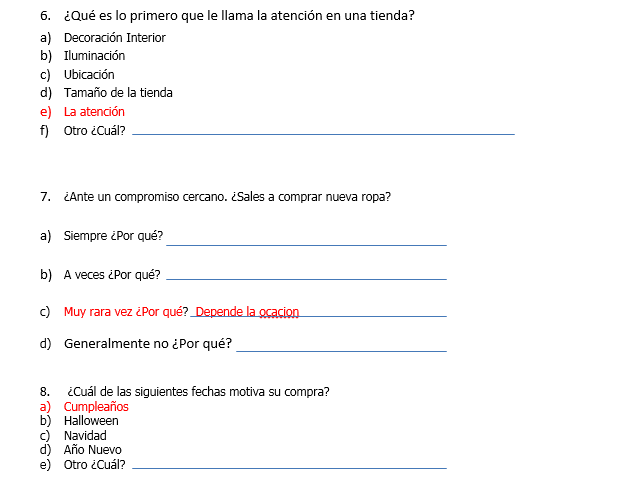 6. ¿Qué es lo primero que le llama la atención en una tienda?
a) Decoración Interior
b) Iluminación
c) Ubicación
d) Tamaño de la tienda
e) La atención
f) Otro ¿Cuál?
7. ¿Ante un compromiso cercano. ¿Sales a comprar nueva ropa?
a) Siempre ¿Por qué?
b) A veces ¿Por qué?
c) Muy rara vez ¿Por qué? Depende la ocacion
d) Generalmente no ¿Por qué?
8. ¿Cuál de las siguientes fechas motiva su compra?
a) Cumpleaños
b) Halloween
c) Navidad
d) Año Nuevo
e) Otro ¿Cuál?